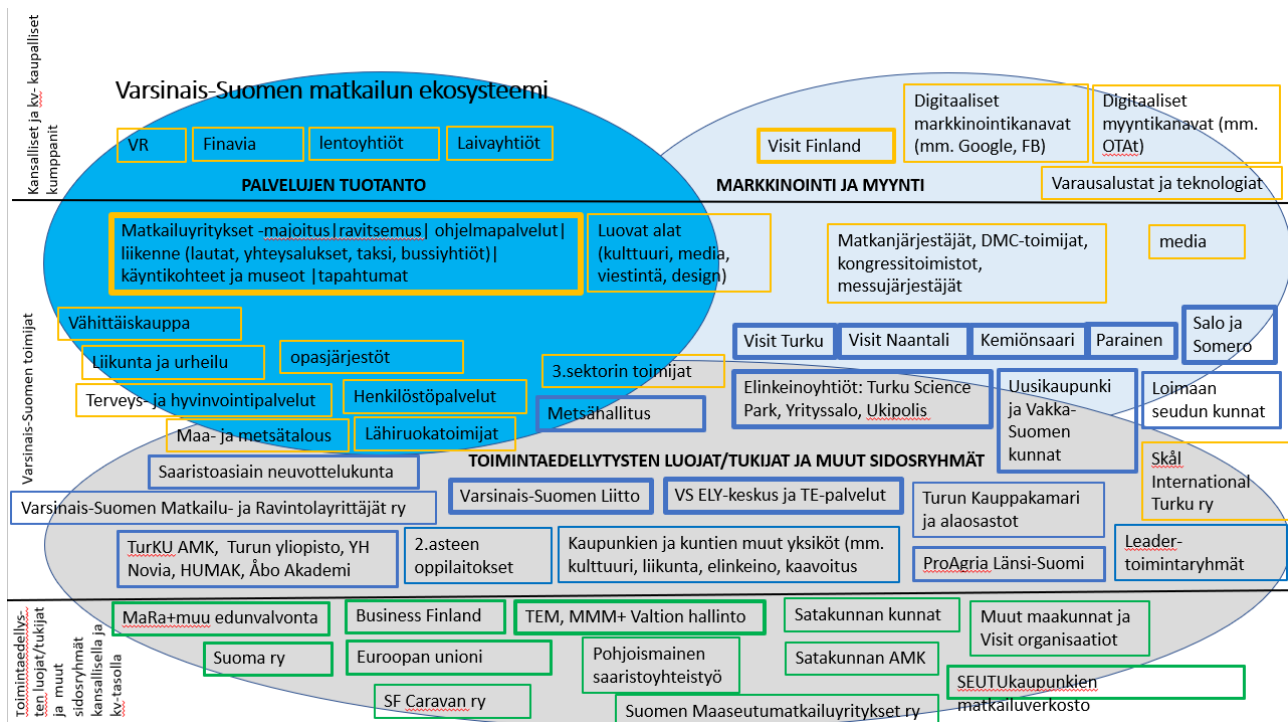 Kansalliset ja kv- kaupalliset
kumppanit
Varsinais-Suomen matkailun ekosysteemi
VR
Finavia
lentoyhtiöt
Laivayhtiöt
Visit Finland
Digitaaliset
markkinointikanavat
(mm. Google, FB)
Digitaaliset
myyntikanavat (mm.
OTAt)
PALVELUJEN TUOTANTO
MARKKINOINTI JA MYYNTI
Varausalustat ja teknologiat
Varsinais-Suomen toimijat
Matkailuyritykset -majoitus|ravitsemus| ohjelmapalvelut|
liikenne (lautat, yhteysalukset, taksi, bussiyhtiöt)|
käyntikohteet ja museot |tapahtumat
Luovat alat
(kulttuuri, media,
viestintä, design)
Matkanjärjestäjät, DMC-toimijat,
kongressitoimistot,
messujärjestäjät
media
Vähittäiskauppa
Liikunta ja urheilu
opasjärjestöt
3.sektorin toimijat
Terveys- ja hyvinvointipalvelut
Henkilöstöpalvelut
Maa- ja metsätalous
Lähiruokatoimijat
Metsähallitus
Visit Turku
Visit Naantali
Kemiönsaari
Parainen
Salo ja
Somero
Elinkeinoyhtiöt: Turku Science
Park, Yrityssalo, Ukipolis
Uusikaupunki
ja Vakka-
Suomen
kunnat
Loimaan
seudun kunnat
TOIMINTAEDELLYTYSTEN LUOJAT/TUKIJAT JA MUUT SIDOSRYHMÄT
Saaristoasiain neuvottelukunta
Varsinais-Suomen Matkailu- ja Ravintolayrittäjät ry
Varsinais-Suomen Liitto
VS ELY-keskus ja TE-palvelut
Turun Kauppakamari
ja alaosastot
Skål
International
Turku ry
TurKU AMK, Turun yliopisto, YH
Novia, HUMAK, Åbo Akademi
2.asteen
oppilaitokset
Kaupunkien ja kuntien muut yksiköt (mm.
kulttuuri, liikunta, elinkeino, kaavoitus
ProAgria Länsi-Suomi
Leader-
toimintaryhmät
Toimintaedellys-
ten luojat/tukijat
ja muut
sidosryhmät
kansallisella ja
kv-tasolla
MaRa+muu edunvalvonta
Business Finland
TEM, MMM+ Valtion hallinto
Satakunnan kunnat
Muut maakunnat ja
Visit organisaatiot
Suoma ry
Euroopan unioni
Pohjoismainen
saaristoyhteistyö
Satakunnan AMK
SEUTUkaupunkien
matkailuverkosto
SF Caravan ry
Suomen Maaseutumatkailuyritykset ry